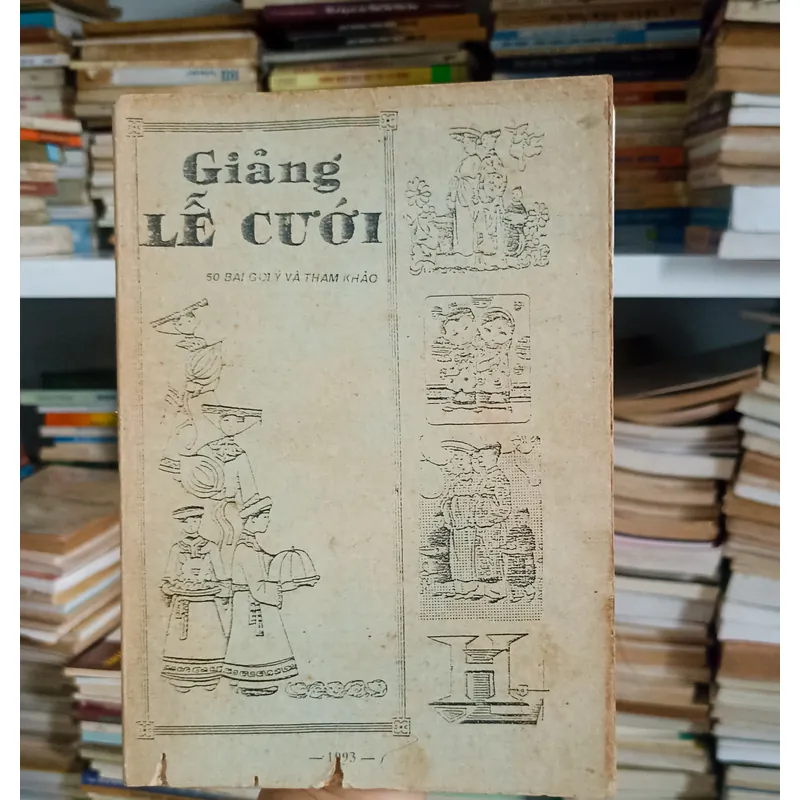 Giảng
LỄ CƯỚI
50 BÀI GỢI Ý VÀ THAM KHẢO
— 1993 —